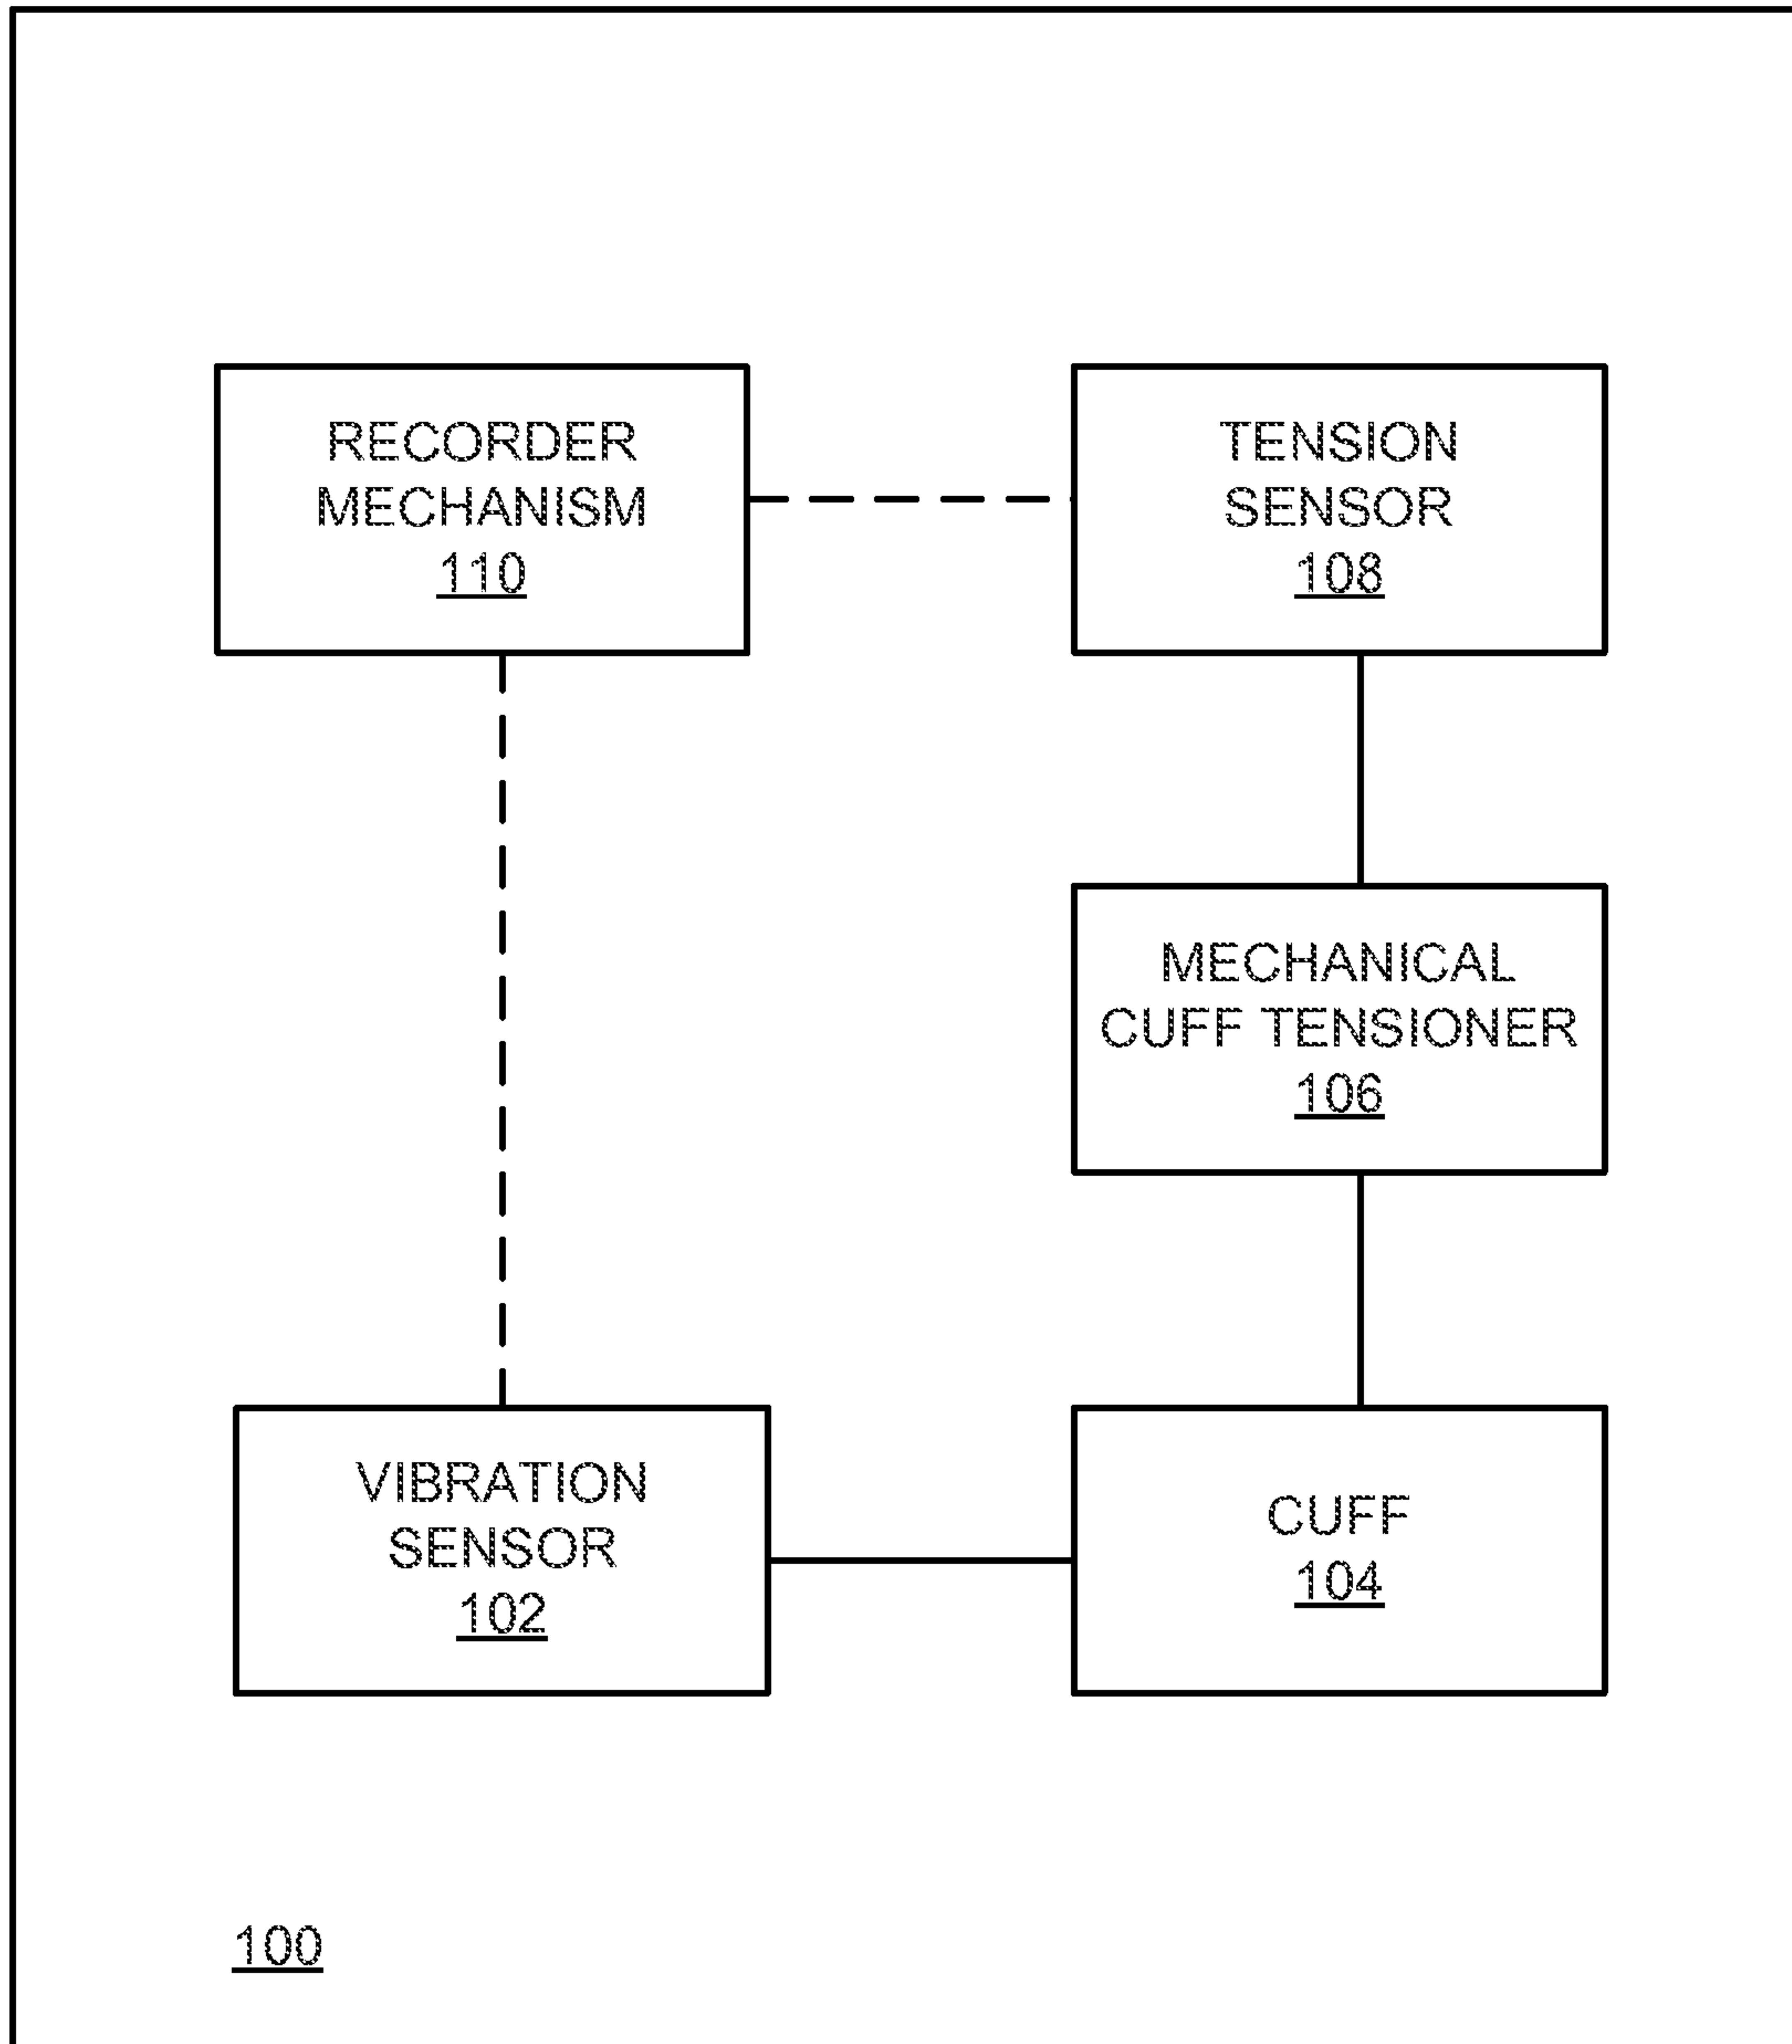 RECORDER
MECHANISM
110
TENSION
SENSOR
108
MECHANICAL
CUFF TENSIONER
106
VIBRATION
SENSOR
102
CUFF
104
100